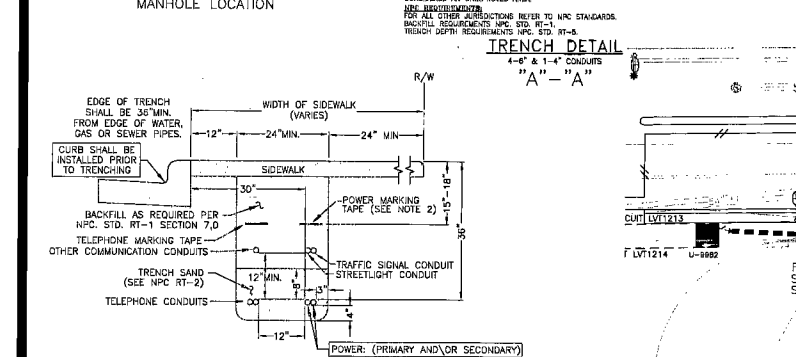 MANHOLE LOCATION
NPC REQUIREMENTS:
FOR ALL OTHER JURISDICTIONS REFER TO NPC STANDARDS.
BACKFILL REQUIREMENTS NPC. STD. RT-1.
TRENCH DEPTH REQUIREMENTS NPC. STD. RT-6.
TRENCH DETAIL
4-6" & 1-4" CONDUITS
"A"-"A"
R/W
EDGE OF TRENCH
SHALL BE 36"MIN.
FROM EDGE OF WATER,
GAS OR SEWER PIPES.
WIDTH OF SIDEWALK
(VARIES)
12"
24"MIN.
24" MIN
CURB SHALL BE
INSTALLED PRIOR
TO TRENCHING
SIDEWALK
30"
15"-18"
36"
BACKFILL AS REQUIRED PER
NPC. STD. RT-1 SECTION 7,0
POWER MARKING
TAPE (SEE NOTE 2)
TELEPHONE MARKING TAPE
OTHER COMMUNICATION CONDUITS
TRAFFIC SIGNAL CONDUIT
STREETLIGHT CONDUIT
TRENCH SAND
(SEE NPC RT-2)
12"MIN.
8"
3"
TELEPHONE CONDUITS
4"
12"
POWER: (PRIMARY AND\OR SECONDARY)
CUIT LVT1213
T LVT1214
U-9962